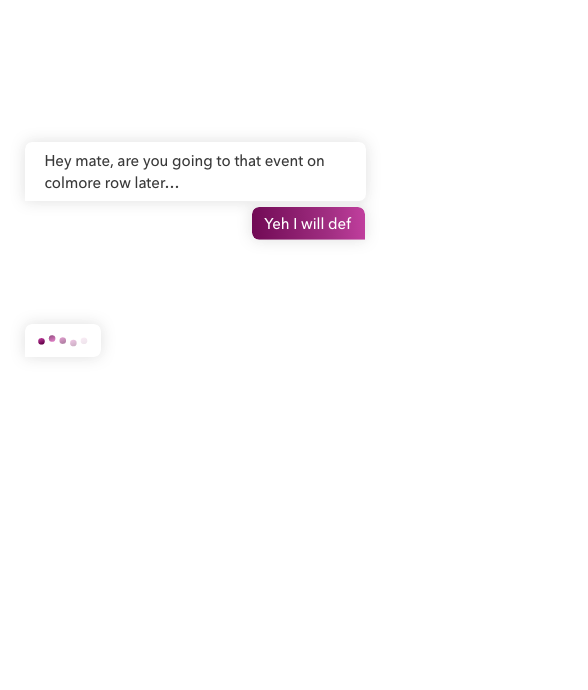 Hey mate, are you going to that event on
colmore row later…
Yeh I will def